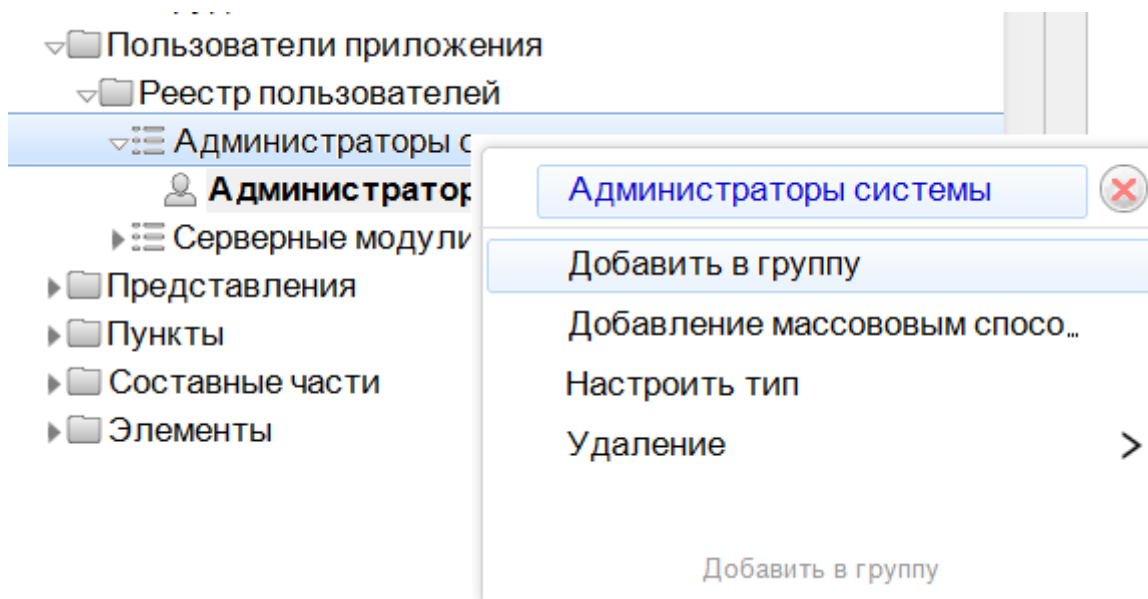 Пользователи приложения
Реестр пользователей
Администраторы с
Администратор
Серверные модули
Представления
Пункты
Составные части
Элементы
Администраторы системы
Добавить в группу
Добавление массововым спосо...
Настроить тип
Удаление
Добавить в группу